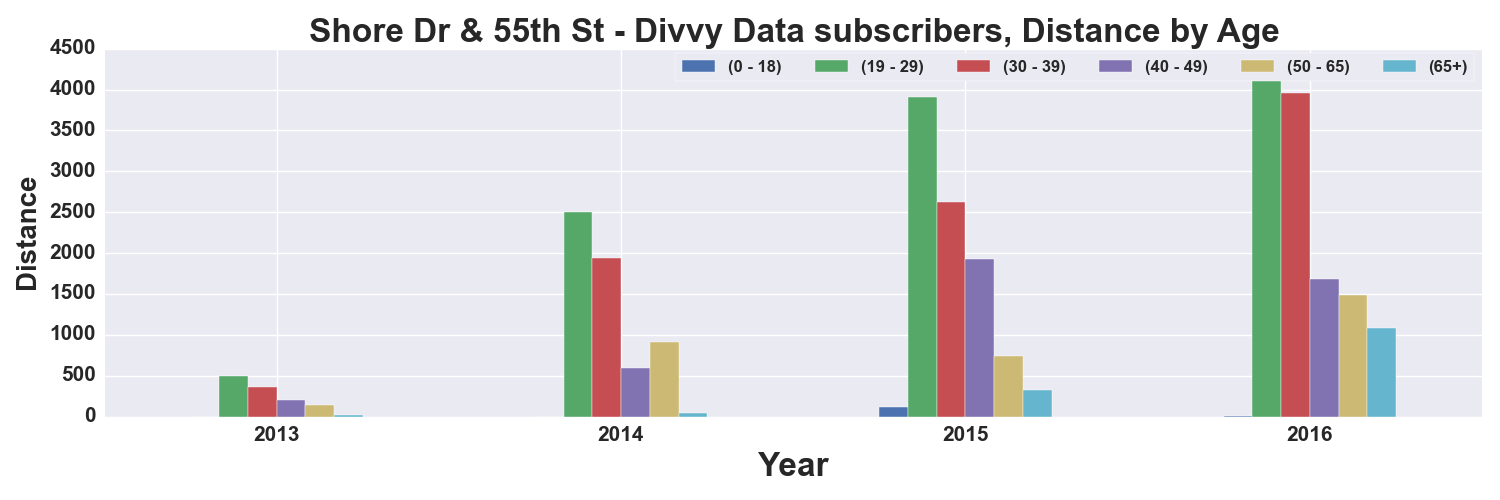 Shore Dr & 55th St - Divvy Data subscribers, Distance by Age
(0 - 18) (19 - 29) (30 - 39) (40 - 49) (50 - 65) (65+)
Distance
4500
4000
3500
3000
2500
2000
1500
1000
500
0
2013 2014 2015 2016
Year